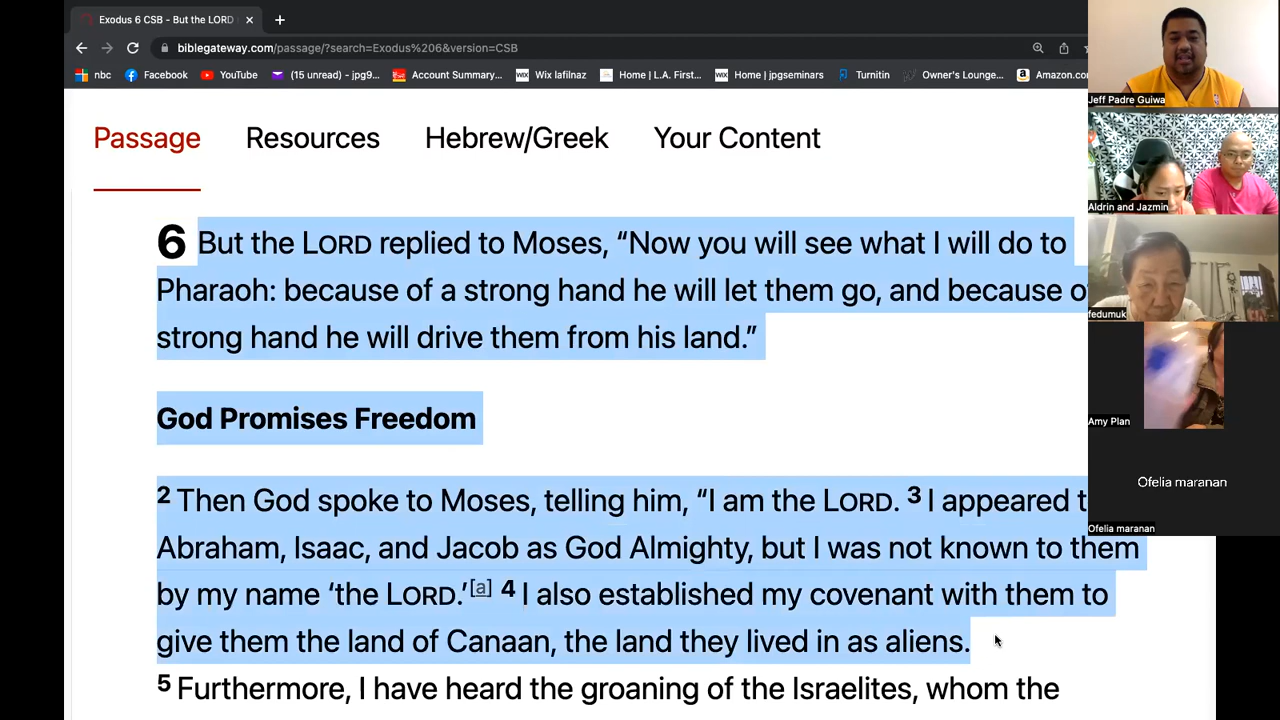 Exodus 6 CSB - But the LORD
biblegateway.com/passage/?search=Exodus%206&version=CSB
nbc Facebook YouTube (15 unread) - jpg9... Account Summary... Wix lafilnaz Home | L.A. First... Home | jpgseminars Turnitin Owner's Lounge... Amazon.co
Jeff Padre Guiwa
Passage Resources Hebrew/Greek Your Content
Aldrin and Jazmin
6 But the LORD replied to Moses, “Now you will see what I will do to
Pharaoh: because of a strong hand he will let them go, and because
strong hand he will drive them from his land.”
fedumuk
God Promises Freedom
Amy Plan
Ofelia maranan
Ofelia maranan
2 Then God spoke to Moses, telling him, “I am the LORD. 3 I appeared
Abraham, Isaac, and Jacob as God Almighty, but I was not known to them
by my name ‘the LORD.’[a] 4 I also established my covenant with them to
give them the land of Canaan, the land they lived in as aliens.
5 Furthermore, I have heard the groaning of the Israelites, whom the